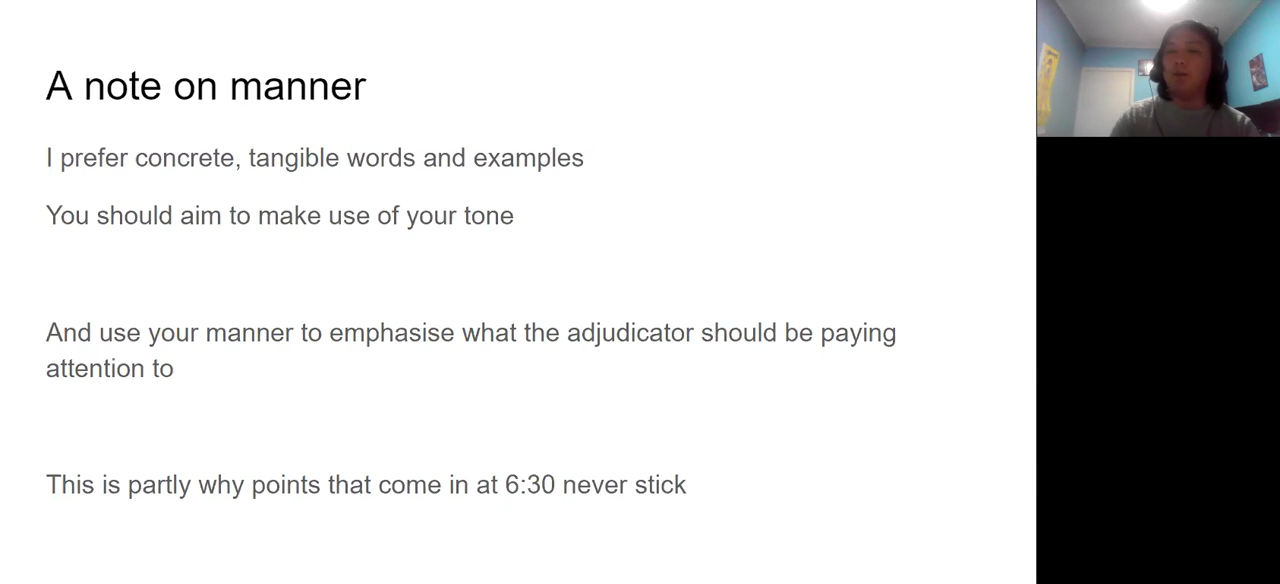 A note on manner
I prefer concrete, tangible words and examples
You should aim to make use of your tone
And use your manner to emphasise what the adjudicator should be paying
attention to
This is partly why points that come in at 6:30 never stick